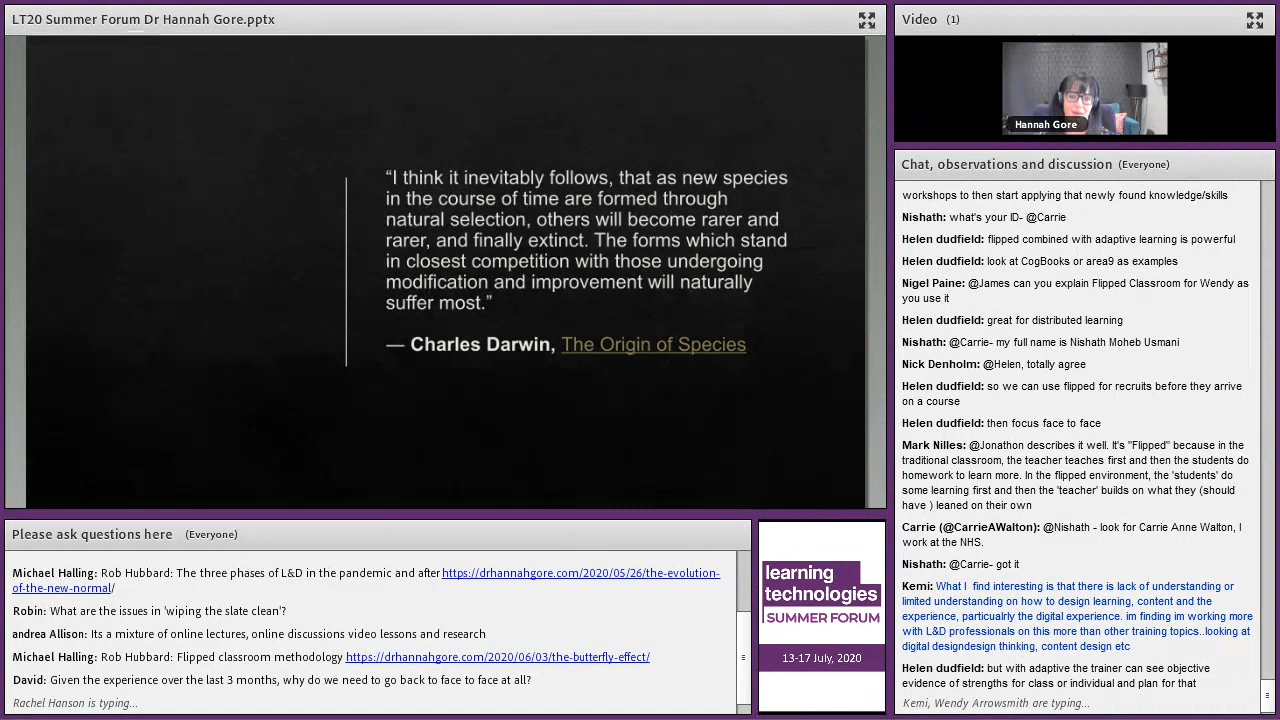 LT20 Summer Forum Dr Hannah Gore.pptx
“I think it inevitably follows, that as new species
in the course of time are formed through
natural selection, others will become rarer and
rarer, and finally extinct. The forms which stand
in closest competition with those undergoing
modification and improvement will naturally
suffer most.”
— Charles Darwin, The Origin of Species
Please ask questions here (Everyone)
Michael Halling: Rob Hubbard: The three phases of L&D in the pandemic and after https://drhannahgore.com/2020/05/26/the-evolution-
of-the-new-normal/
Robin: What are the issues in 'wiping the slate clean'?
andrea Allison: Its a mixture of online lectures, online discussions video lessons and research
Michael Halling: Rob Hubbard: Flipped classroom methodology https://drhannahgore.com/2020/06/03/the-butterfly-effect/
David: Given the experience over the last 3 months, why do we need to go back to face to face at all?
Rachel Hanson is typing...
learning
technologies
SUMMER FORUM
13-17 July, 2020
Video (1)
Hannah Gore
Chat, observations and discussion (Everyone)
workshops to then start applying that newly found knowledge/skills
Nishath: what's your ID- @Carrie
Helen dudfield: flipped combined with adaptive learning is powerful
Helen dudfield: look at CogBooks or area9 as examples
Nigel Paine: @James can you explain Flipped Classroom for Wendy as
you use it
Helen dudfield: great for distributed learning
Nishath: @Carrie- my full name is Nishath Moheb Usmani
Nick Denholm: @Helen, totally agree
Helen dudfield: so we can use flipped for recruits before they arrive
on a course
Helen dudfield: then focus face to face
Mark Nilles: @Jonathon describes it well. It's "Flipped" because in the
traditional classroom, the teacher teaches first and then the students do
homework to learn more. In the flipped environment, the 'students' do
some learning first and then the 'teacher' builds on what they (should
have ) leaned on their own
Carrie (@CarrieAWalton): @Nishath - look for Carrie Anne Walton, I
work at the NHS.
Nishath: @Carrie- got it
Kemi: What I  find interesting is that there is lack of understanding or
limited understanding on how to design learning, content and the
experience, particualrly the digital experience. im finding im working more
with L&D professionals on this more than other training topics..looking at
digital designdesign thinking, content design etc
Helen dudfield: but with adaptive the trainer can see objective
evidence of strengths for class or individual and plan for that
Kemi, Wendy Arrowsmith are typing...